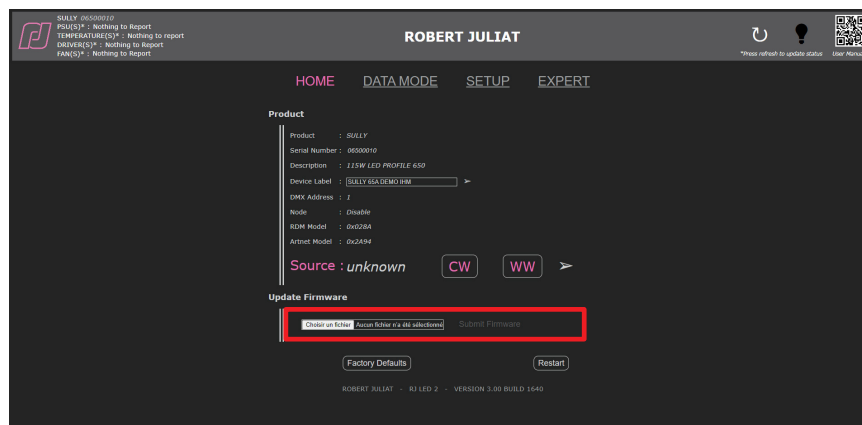 SULLY 06500010
PSU(S)* : Nothing to Report
TEMPERATURE(S)* : Nothing to report
DRIVER(S)* : Nothing to Report
FAN(S)* : Nothing to Report
ROBERT JULIAT
*Press refresh to update status
User Manual
HOME DATA MODE SETUP EXPERT
Product
Product : SULLY
Serial Number : 06500010
Description : 115W LED PROFILE 650
Device Label : SULLY 65A DEMO IHM ➢
DMX Address : 1
Node : Disable
RDM Model : 0x028A
Artnet Model : 0x2A94
Source : unknown CW WW ➢
Update Firmware
Choisir un fichier Aucun fichier n'a été sélectionné Submit Firmware
Factory Defaults Restart
ROBERT JULIAT - RJ LED 2 - VERSION 3.00 BUILD 1640